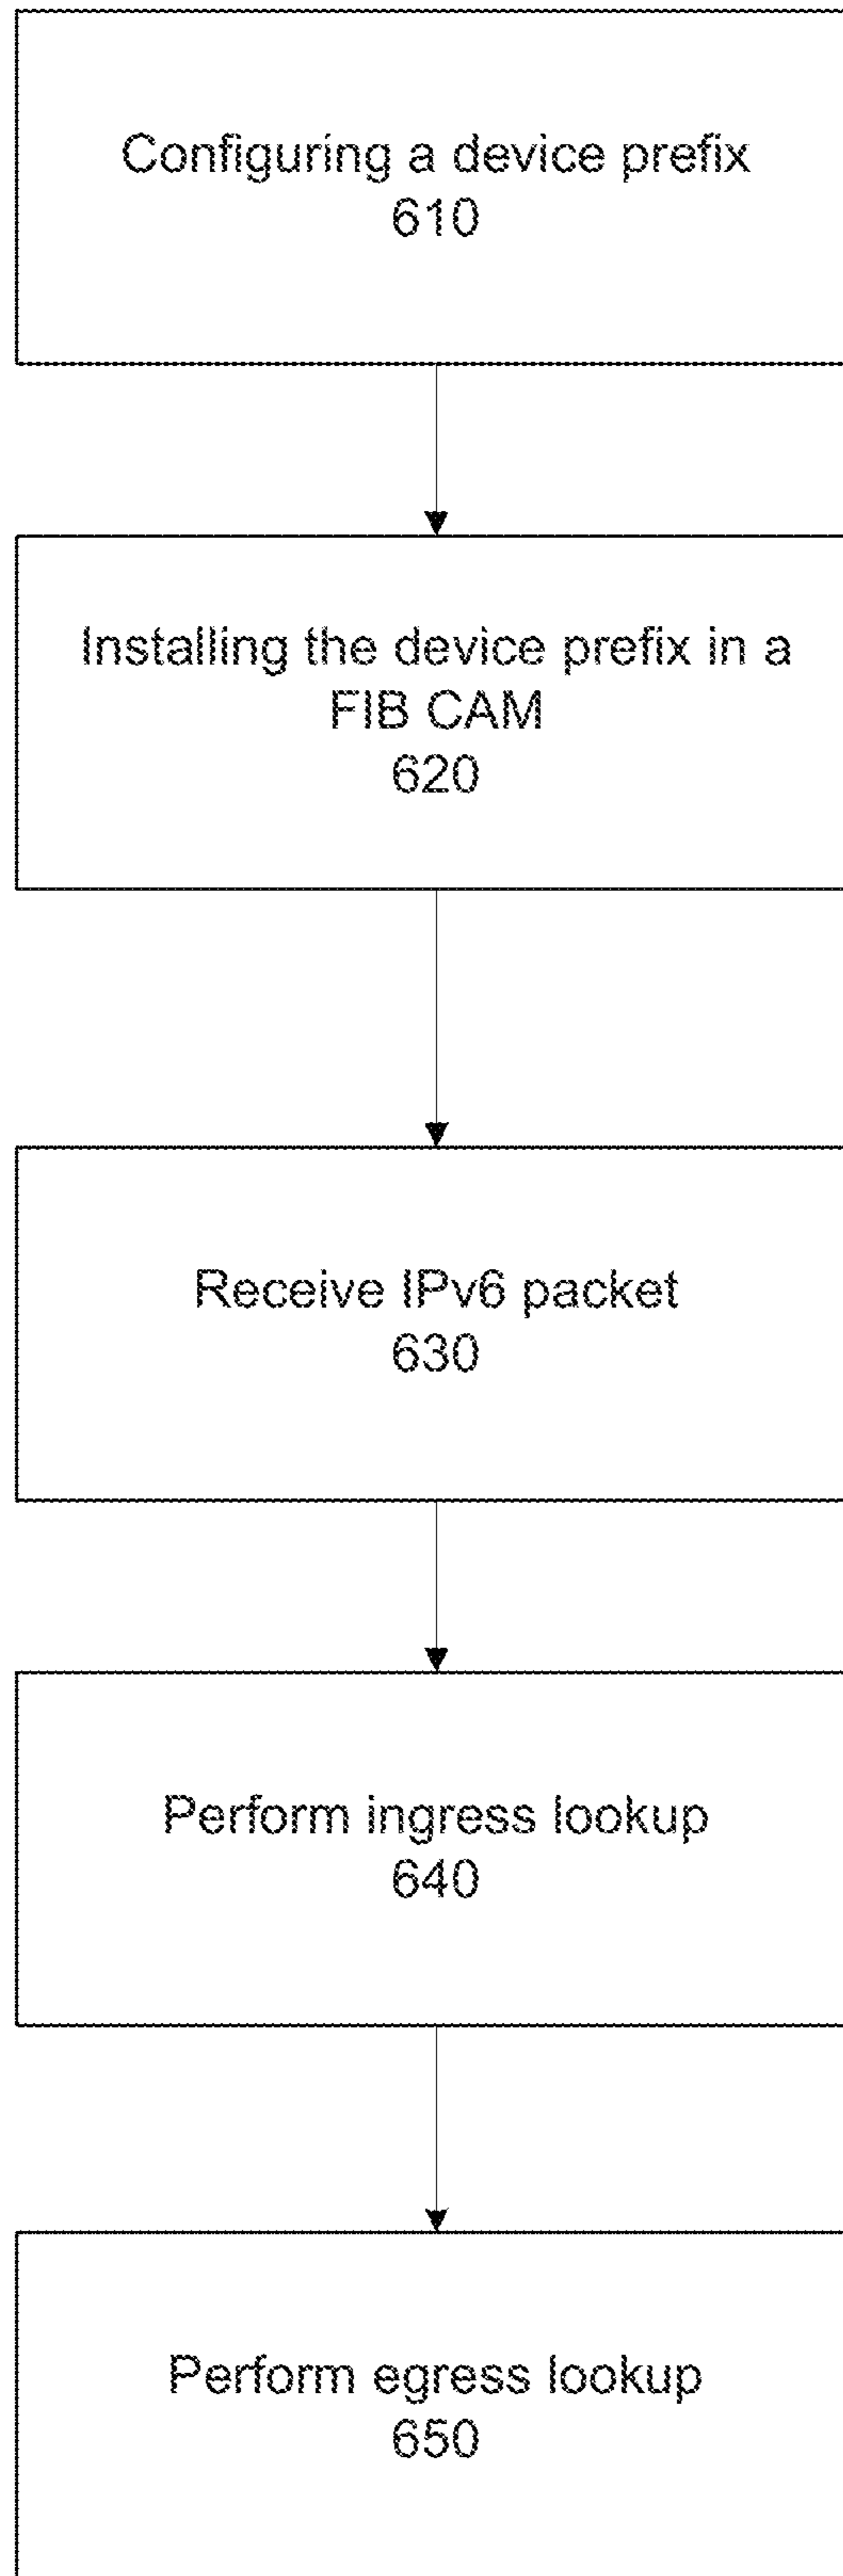 Configuring a device prefix
610
Installing the device prefix in a
FIB CAM
620
Receive IPv6 packet
630
Perform ingress lookup
640
Perform egress lookup
650